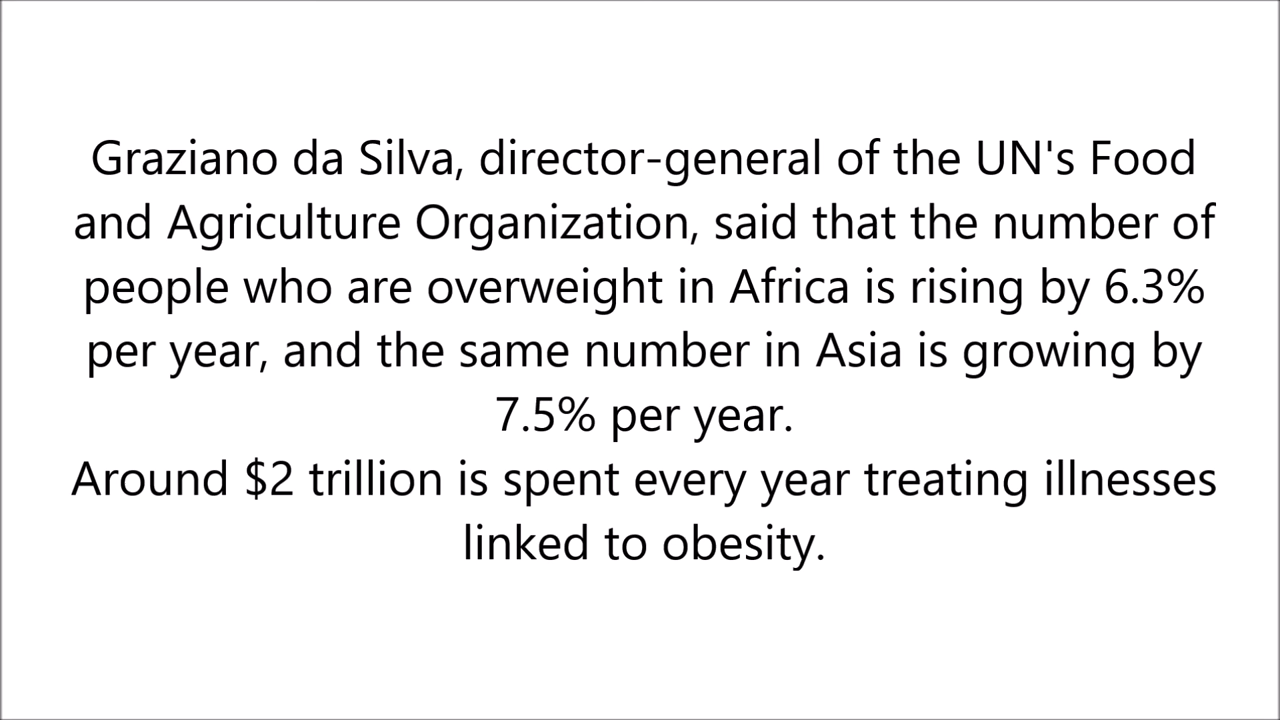 Graziano da Silva, director-general of the UN's Food
and Agriculture Organization, said that the number of
people who are overweight in Africa is rising by 6.3%
per year, and the same number in Asia is growing by
7.5% per year.
Around $2 trillion is spent every year treating illnesses
linked to obesity.